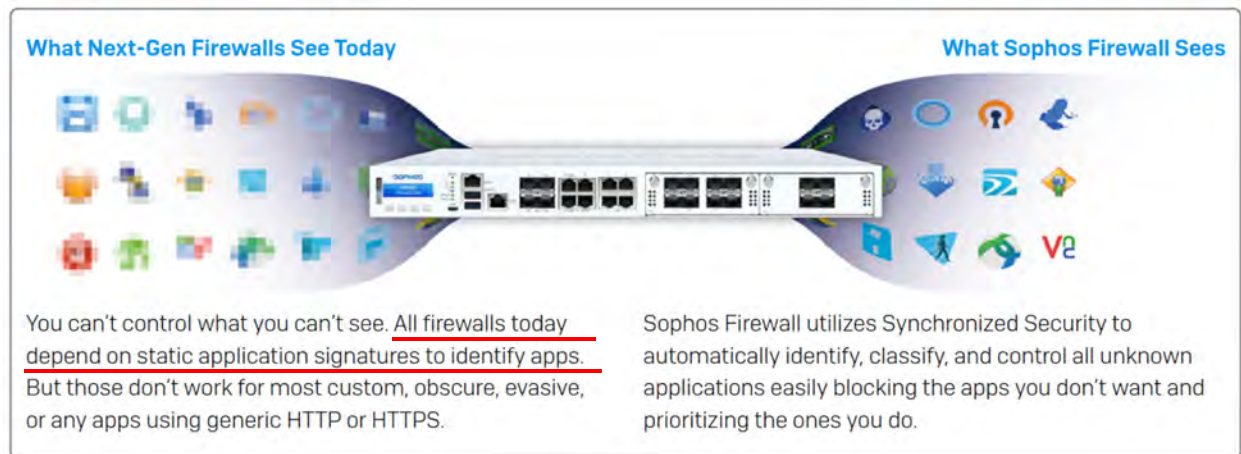 What Next-Gen Firewalls See Today
What Sophos Firewall Sees
SOPHOS
VNC
You can't control what you can't see. All firewalls today
depend on static application signatures to identify apps.
But those don't work for most custom, obscure, evasive,
or any apps using generic HTTP or HTTPS.
Sophos Firewall utilizes Synchronized Security to
automatically identify, classify, and control all unknown
applications easily blocking the apps you don't want and
prioritizing the ones you do.